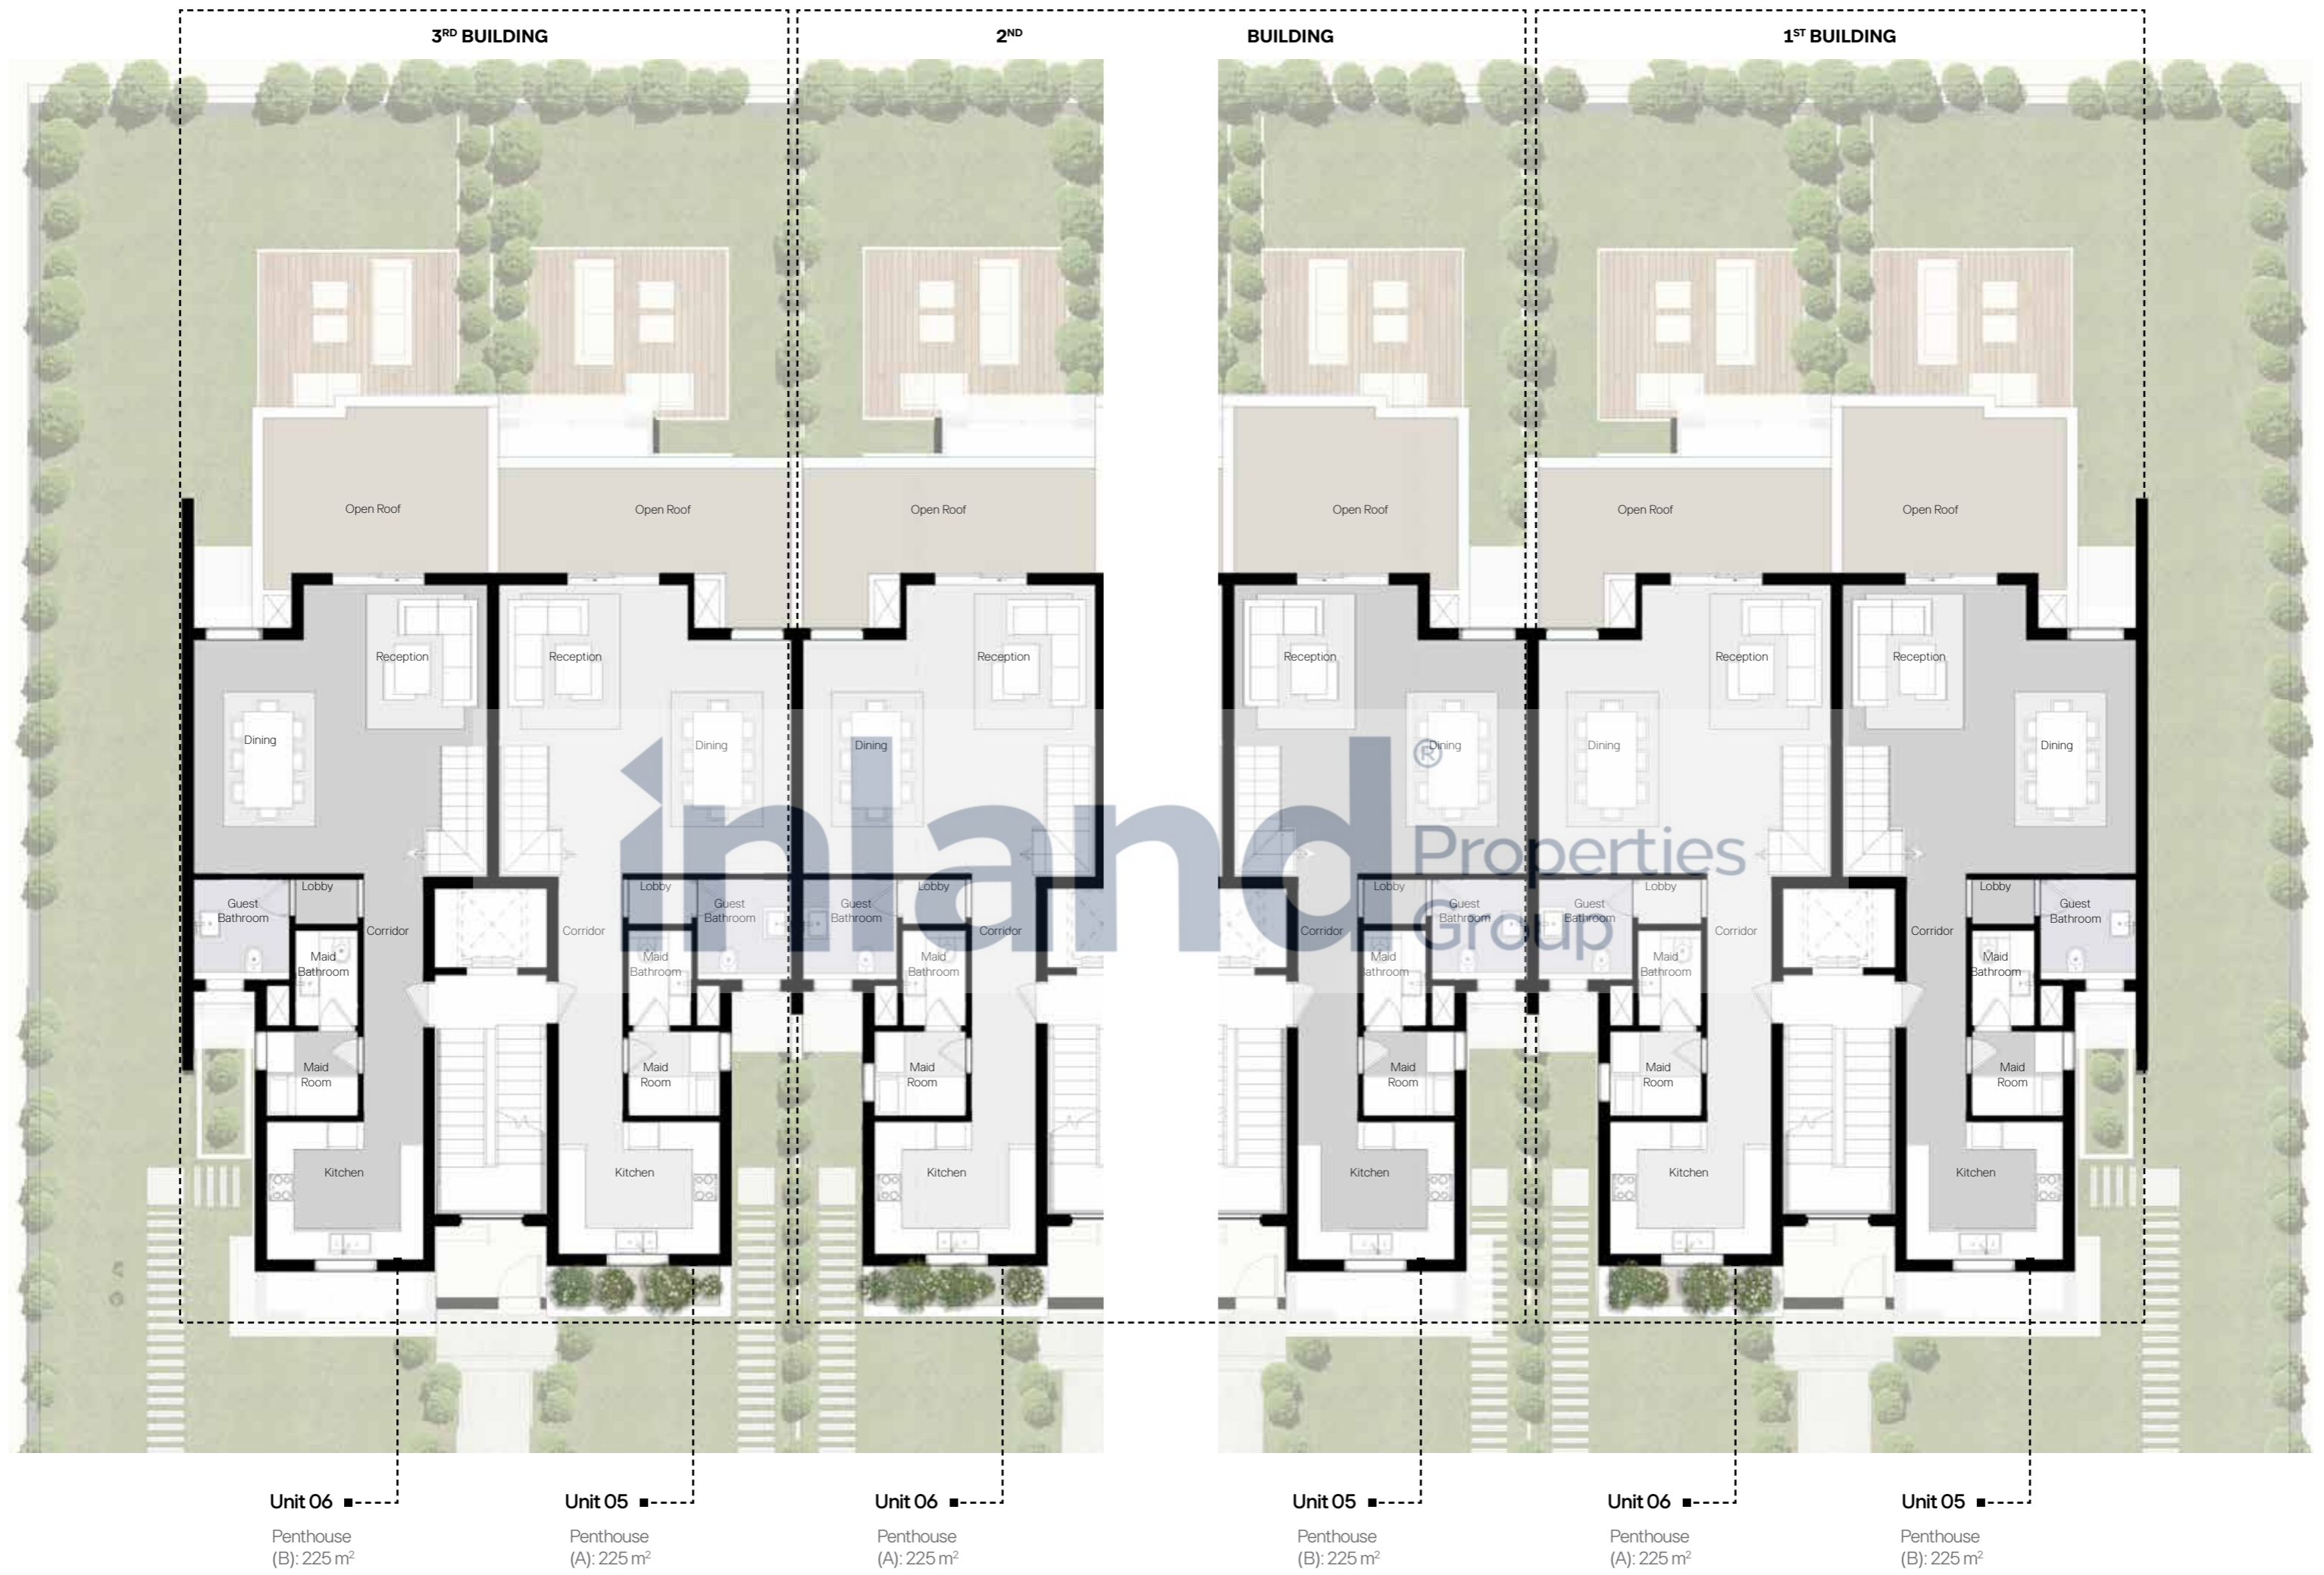 3RD BUILDING
2ND BUILDING
1ST BUILDING
Open Roof
Open Roof
Open Roof
Open Roof
Open Roof
Open Roof
Reception
Reception
Reception
Reception
Reception
Reception
Dining
Dining
Dining
Dining
Dining
Dining
inland®
Properties
Group
Lobby
Lobby
Lobby
Lobby
Lobby
Lobby
Guest
Bathroom
Guest
Bathroom
Guest
Bathroom
Guest
Bathroom
Guest
Bathroom
Guest
Bathroom
Corridor
Corridor
Corridor
Corridor
Corridor
Corridor
Maid
Bathroom
Maid
Bathroom
Maid
Bathroom
Maid
Bathroom
Maid
Bathroom
Maid
Bathroom
Maid
Room
Maid
Room
Maid
Room
Maid
Room
Maid
Room
Maid
Room
Kitchen
Kitchen
Kitchen
Kitchen
Kitchen
Kitchen
Unit 06
Penthouse
(B): 225 m²
Unit 05
Penthouse
(A): 225 m²
Unit 06
Penthouse
(A): 225 m²
Unit 05
Penthouse
(B): 225 m²
Unit 06
Penthouse
(A): 225 m²
Unit 05
Penthouse
(B): 225 m²